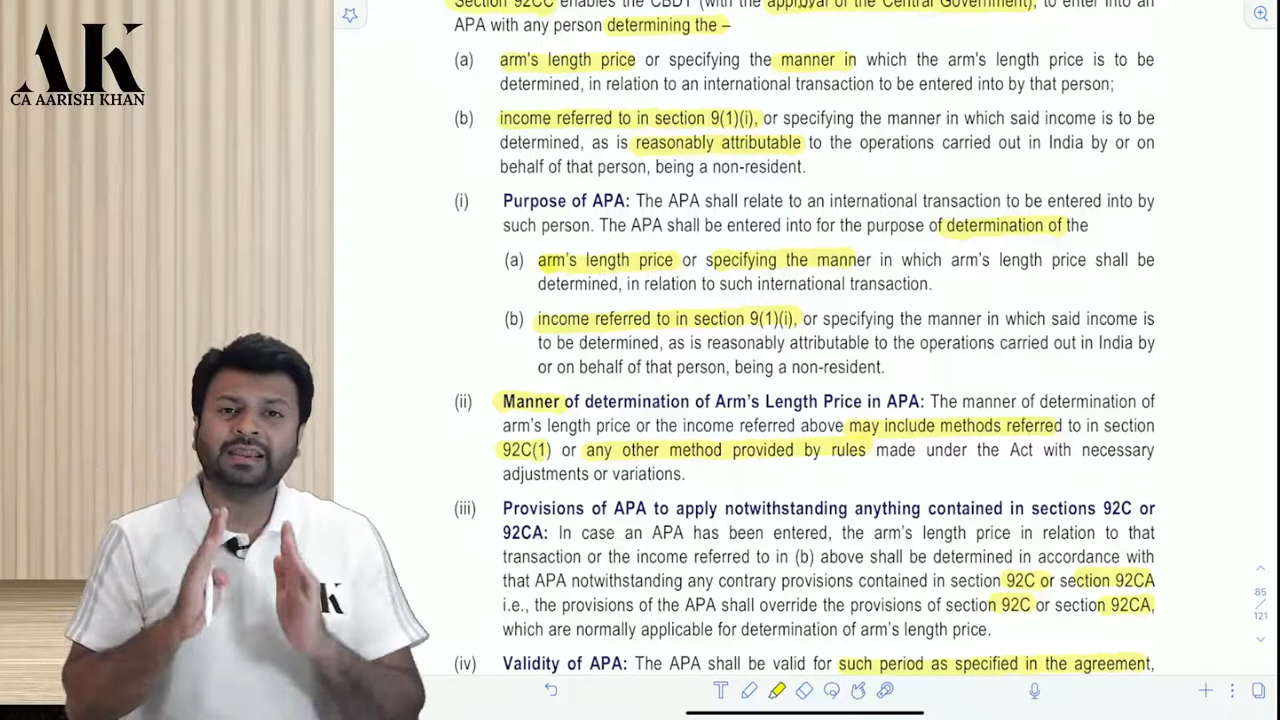 AK
CA AARISH KHAN
Section 92CC enables the CBDT (with the approval of the Central Government), to enter into an
APA with any person determining the –
(a) arm's length price or specifying the manner in which the arm's length price is to be
determined, in relation to an international transaction to be entered into by that person;
(b) income referred to in section 9(1)(i), or specifying the manner in which said income is to be
determined, as is reasonably attributable to the operations carried out in India by or on
behalf of that person, being a non-resident.
(i) Purpose of APA: The APA shall relate to an international transaction to be entered into by
such person. The APA shall be entered into for the purpose of determination of the
(a) arm's length price or specifying the manner in which arm's length price shall be
determined, in relation to such international transaction.
(b) income referred to in section 9(1)(i), or specifying the manner in which said income is
to be determined, as is reasonably attributable to the operations carried out in India by
or on behalf of that person, being a non-resident.
(ii) Manner of determination of Arm's Length Price in APA: The manner of determination of
arm's length price or the income referred above may include methods referred to in section
92C(1) or any other method provided by rules made under the Act with necessary
adjustments or variations.
(iii) Provisions of APA to apply notwithstanding anything contained in sections 92C or
92CA: In case an APA has been entered, the arm's length price in relation to that
transaction or the income referred to in (b) above shall be determined in accordance with
that APA notwithstanding any contrary provisions contained in section 92C or section 92CA
i.e., the provisions of the APA shall override the provisions of section 92C or section 92CA,
which are normally applicable for determination of arm's length price.
(iv) Validity of APA: The APA shall be valid for such period as specified in the agreement,
85
/
121
K
T